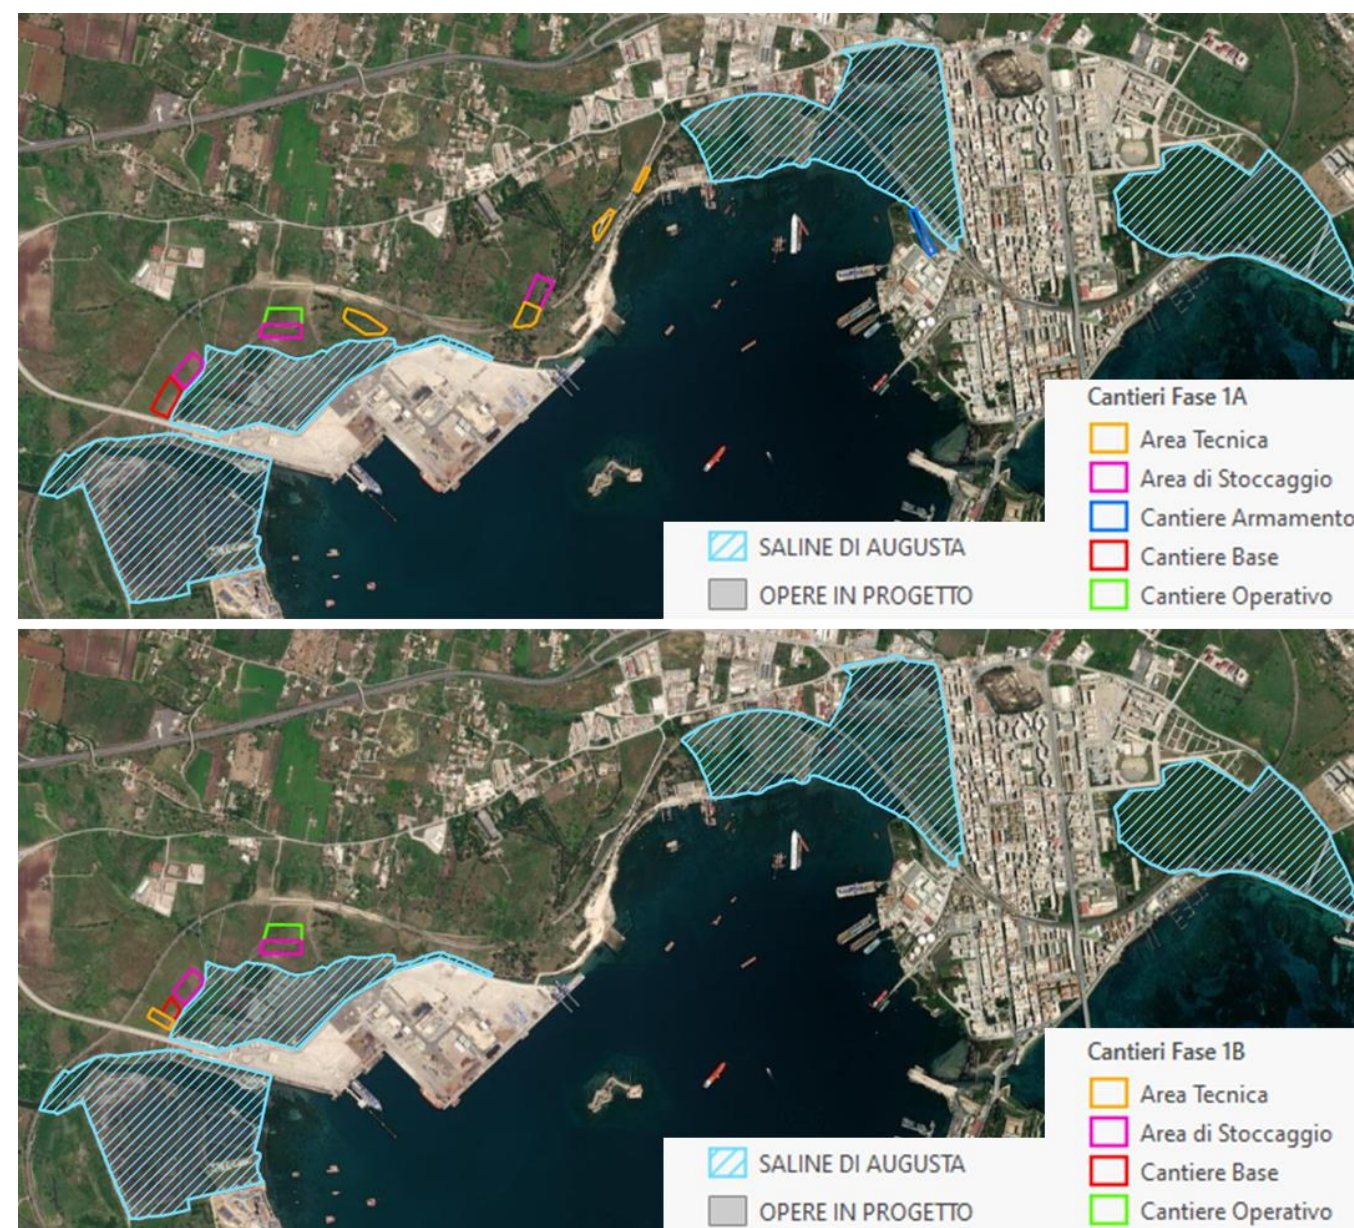 Cantieri Fase 1A
Area Tecnica
Area di Stoccaggio
Cantiere Armamento
Cantiere Base
Cantiere Operativo
SALINE DI AUGUSTA
OPERE IN PROGETTO
Cantieri Fase 1B
Area Tecnica
Area di Stoccaggio
Cantiere Base
Cantiere Operativo
SALINE DI AUGUSTA
OPERE IN PROGETTO